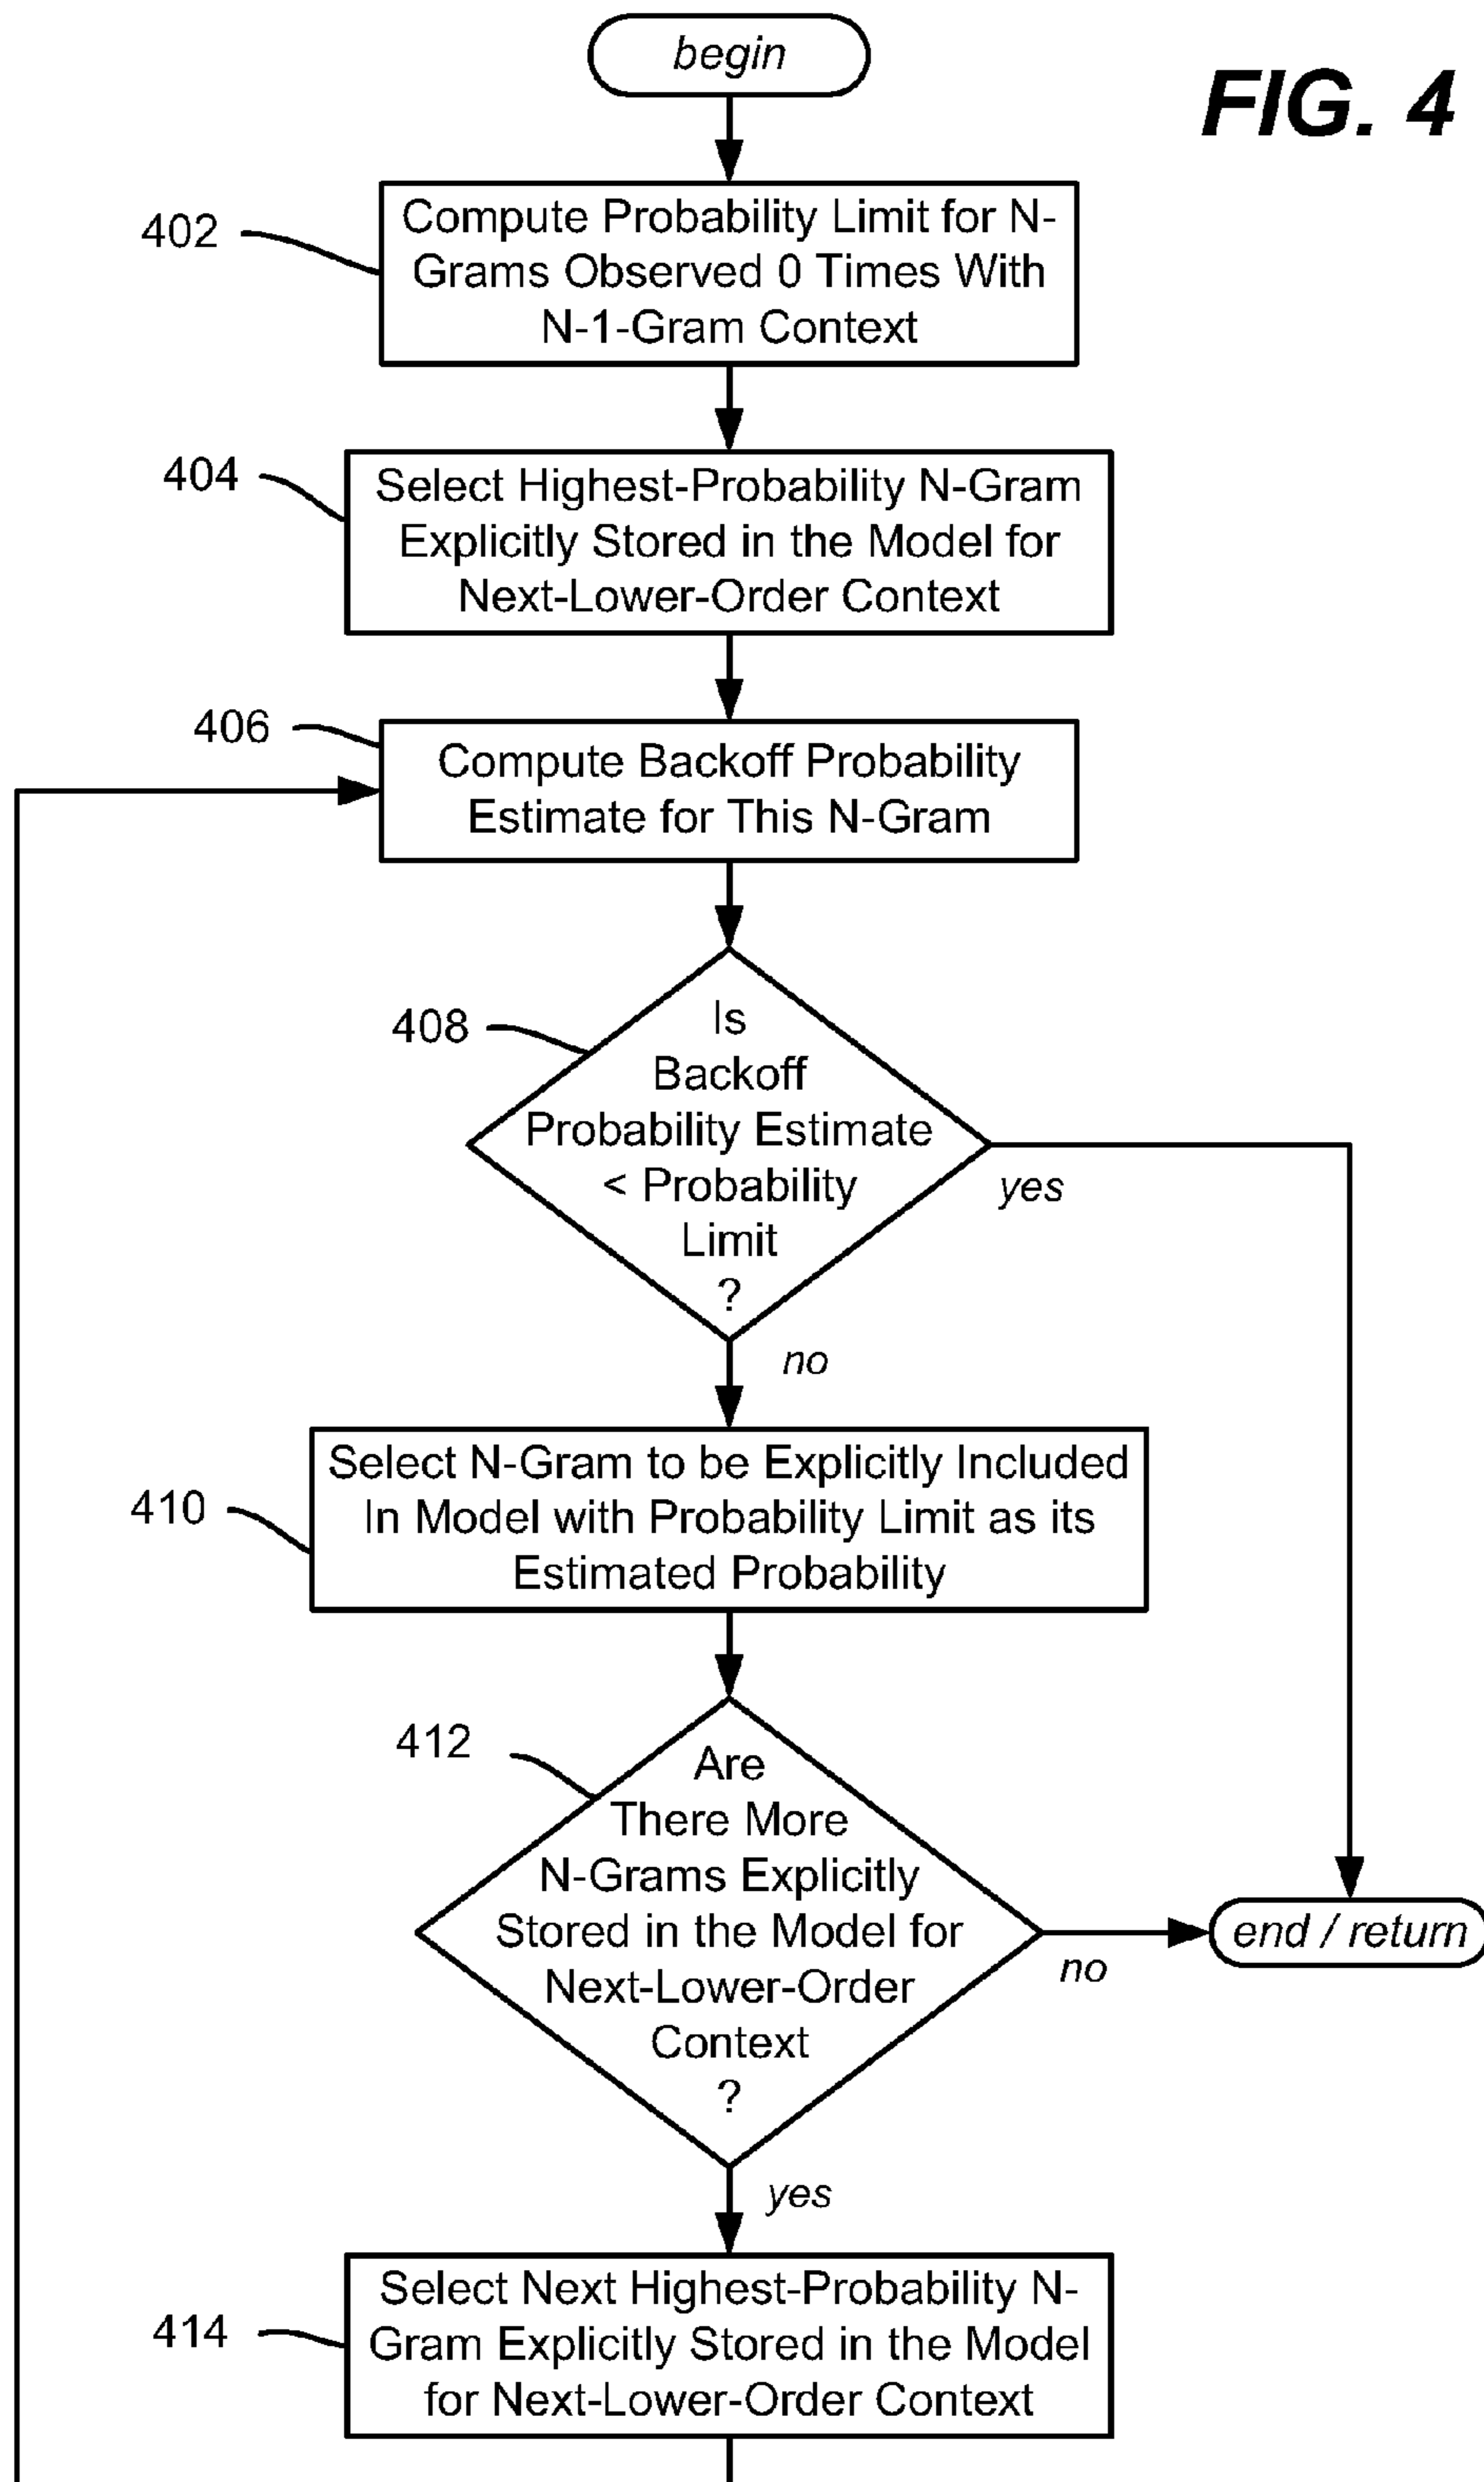 begin
FIG. 4
402
Compute Probability Limit for N-
Grams Observed 0 Times With
N-1-Gram Context
404
Select Highest-Probability N-Gram
Explicitly Stored in the Model for
Next-Lower-Order Context
406
Compute Backoff Probability
Estimate for This N-Gram
408
Is
Backoff
Probability Estimate
< Probability
Limit
?
yes
no
410
Select N-Gram to be Explicitly Included
In Model with Probability Limit as its
Estimated Probability
412
Are
There More
N-Grams Explicitly
Stored in the Model for
Next-Lower-Order
Context
?
no
end / return
yes
414
Select Next Highest-Probability N-
Gram Explicitly Stored in the Model
for Next-Lower-Order Context